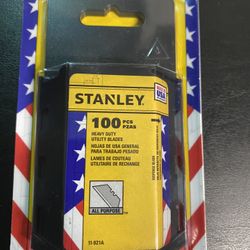 STANLEY
100 PCS
PZAS
HEAVY DUTY
UTILITY BLADES
HOJAS DE USO GENERAL
PARA TRABAJO PESADO
LAMES DE COUTEAU
UTILITAIRE DE RECHANGE
ALL PURPOSE
11-921A